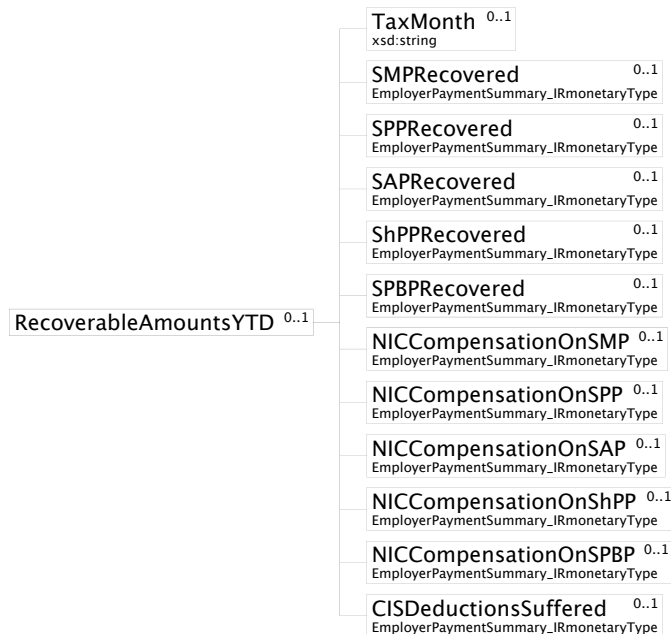 RecoverableAmountsYTD 0..1
TaxMonth 0..1
xsd:string
SMPRecovered 0..1
EmployerPaymentSummary_IRmonetaryType
SPPRecovered 0..1
EmployerPaymentSummary_IRmonetaryType
SAPRecovered 0..1
EmployerPaymentSummary_IRmonetaryType
ShPPRecovered 0..1
EmployerPaymentSummary_IRmonetaryType
SPBPRecovered 0..1
EmployerPaymentSummary_IRmonetaryType
NICCompensationOnSMP 0..1
EmployerPaymentSummary_IRmonetaryType
NICCompensationOnSPP 0..1
EmployerPaymentSummary_IRmonetaryType
NICCompensationOnSAP 0..1
EmployerPaymentSummary_IRmonetaryType
NICCompensationOnShPP 0..1
EmployerPaymentSummary_IRmonetaryType
NICCompensationOnSPBP 0..1
EmployerPaymentSummary_IRmonetaryType
CISDeductionsSuffered 0..1
EmployerPaymentSummary_IRmonetaryType